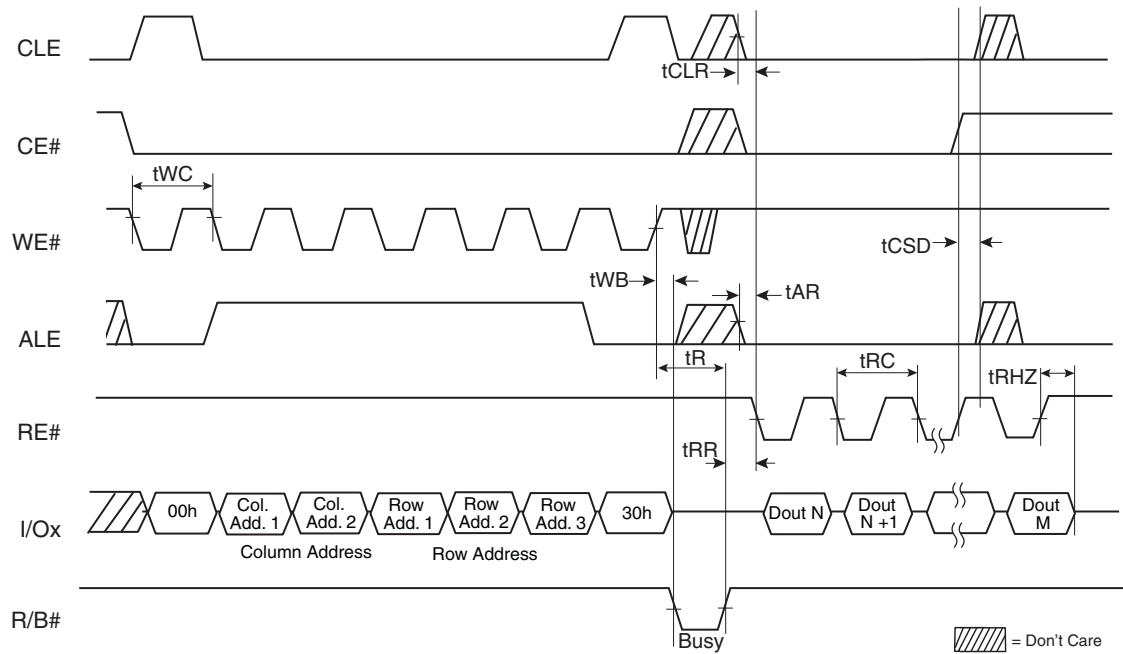 CLE
tCLR
CE#
tWC
WE#
tCSD
tWB
tAR
ALE
tR
tRC
tRHZ
RE#
tRR
I/Ox
00h
Col.
Add. 1
Col.
Add. 2
Row
Add. 1
Row
Add. 2
Row
Add. 3
30h
Dout N
Dout
N +1
Dout
M
Column Address
Row Address
R/B#
Busy
= Don't Care